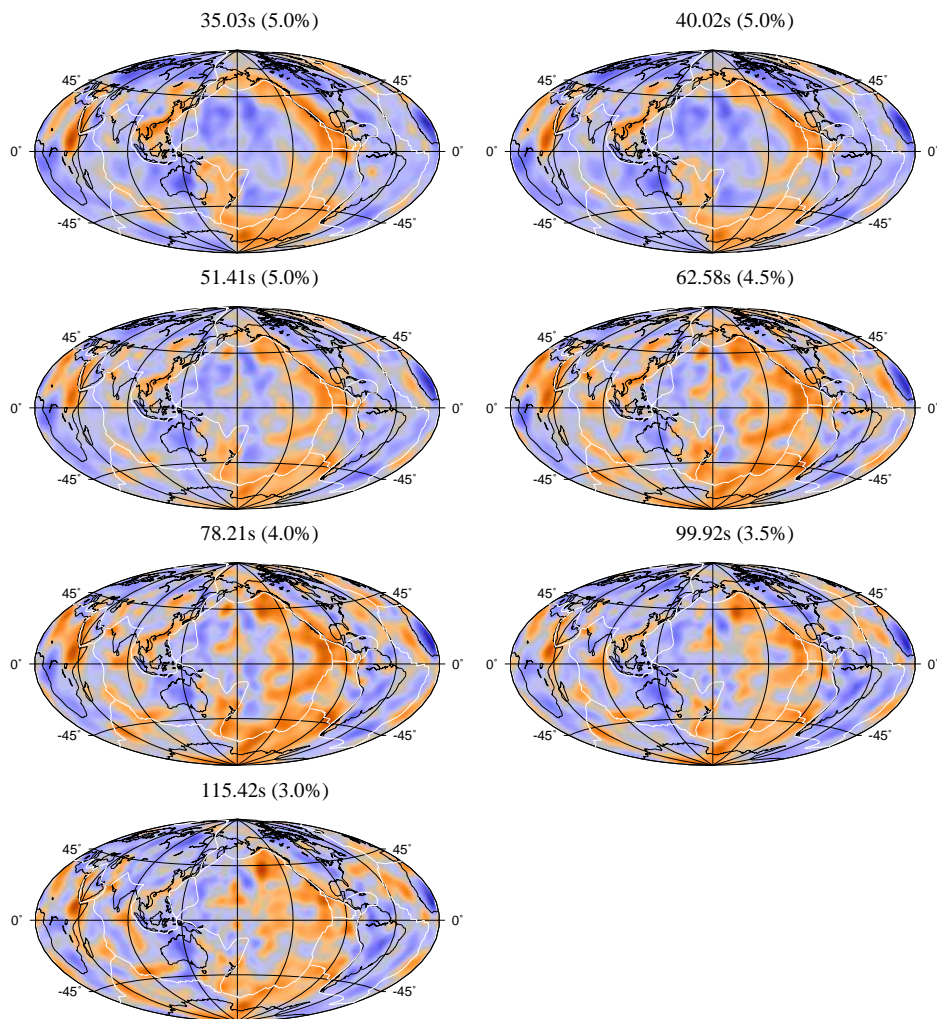 35.03s (5.0%) 40.02s (5.0%)
45˚ 45˚ 45˚ 45˚
0˚ 0˚ 0˚ 0˚
-45˚ -45˚ -45˚ -45˚
51.41s (5.0%) 62.58s (4.5%)
45˚ 45˚ 45˚ 45˚
0˚ 0˚ 0˚ 0˚
-45˚ -45˚ -45˚ -45˚
78.21s (4.0%) 99.92s (3.5%)
45˚ 45˚ 45˚ 45˚
0˚ 0˚ 0˚ 0˚
-45˚ -45˚ -45˚ -45˚
115.42s (3.0%)
45˚ 45˚
0˚ 0˚
-45˚ -45˚